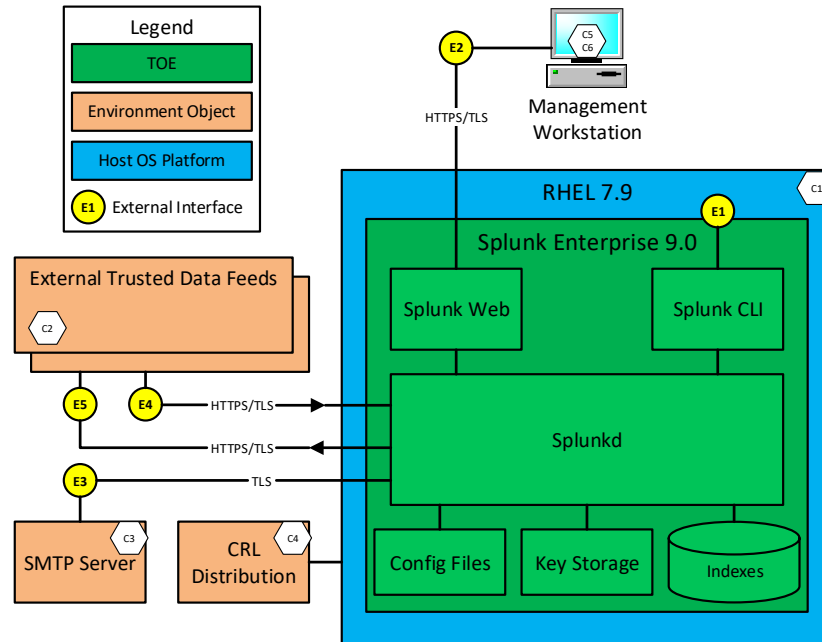 Legend
TOE
Environment Object
Host OS Platform
E1 External Interface
E2
C5
C6
Management
Workstation
HTTPS/TLS
RHEL 7.9
C1
E1
Splunk Enterprise 9.0
Splunk Web
Splunk CLI
External Trusted Data Feeds
C2
E5
E4
HTTPS/TLS
HTTPS/TLS
Splunkd
E3
TLS
C3
SMTP Server
C4
CRL
Distribution
Config Files
Key Storage
Indexes